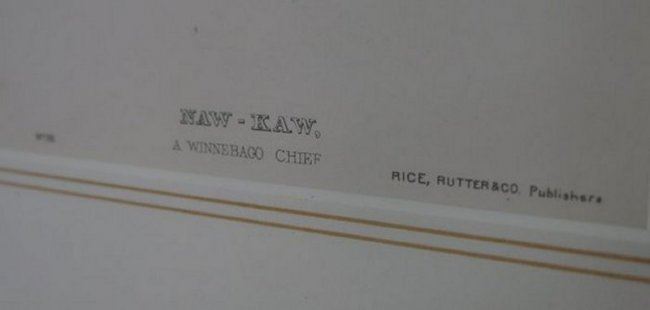 NAW-KAW,
A WINNEBAGO CHIEF
RICE, RUTTER & CO. Publishers